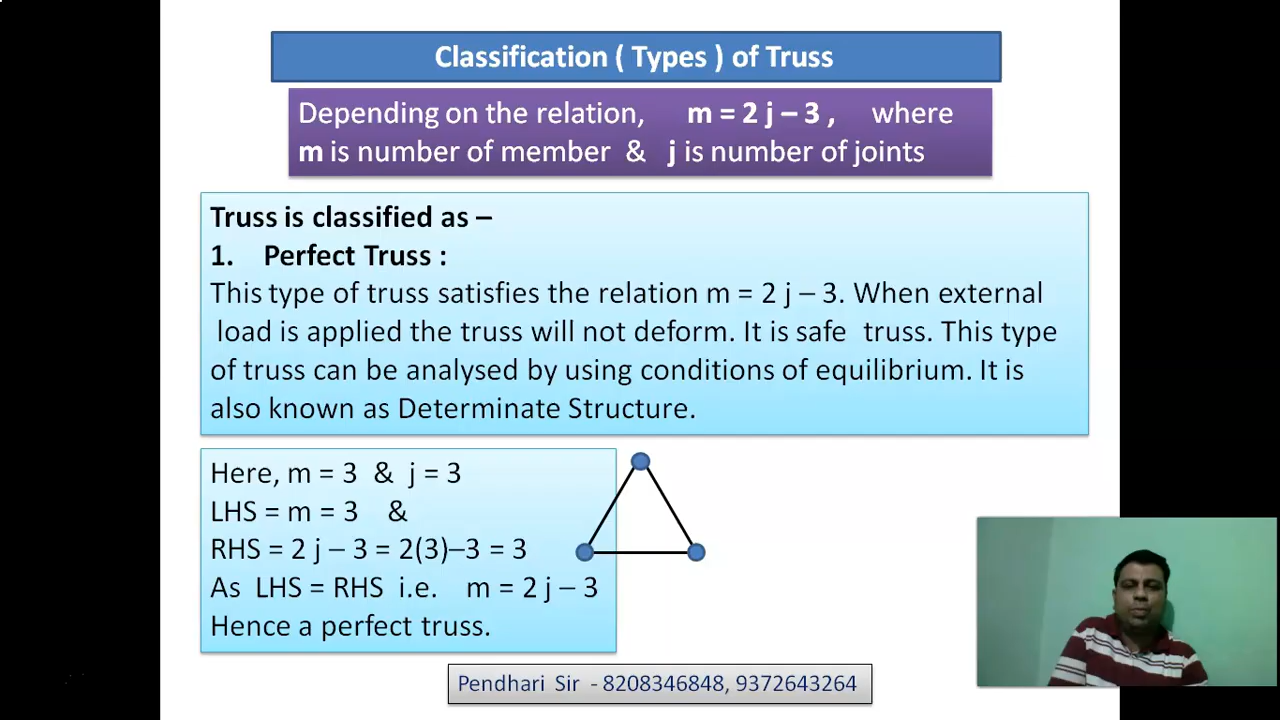 Classification ( Types ) of Truss
Depending on the relation, m = 2 j – 3 , where
m is number of member & j is number of joints
Truss is classified as –
1. Perfect Truss :
This type of truss satisfies the relation m = 2 j – 3. When external
load is applied the truss will not deform. It is safe truss. This type
of truss can be analysed by using conditions of equilibrium. It is
also known as Determinate Structure.
Here, m = 3 & j = 3
LHS = m = 3 &
RHS = 2 j – 3 = 2(3)–3 = 3
As LHS = RHS i.e. m = 2 j – 3
Hence a perfect truss.
Pendhari Sir - 8208346848, 9372643264